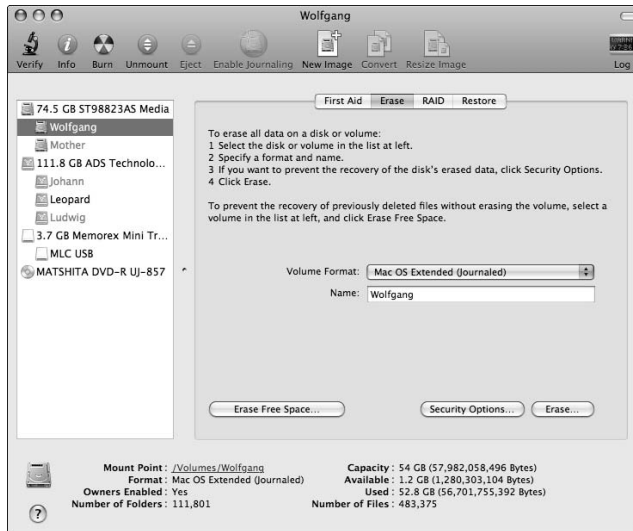 Wolfgang
Verify Info Burn Unmount Eject Enable Journaling New Image Convert Resize Image Log
First Aid Erase RAID Restore
74.5 GB ST98823AS Media
Wolfgang
Mother
111.8 GB ADS Technolo...
Johann
Leopard
Ludwig
3.7 GB Memorex Mini Tr...
MLC USB
MATSHITA DVD-R UJ-857
To erase all data on a disk or volume:
1 Select the disk or volume in the list at left.
2 Specify a format and name.
3 If you want to prevent the recovery of the disk's erased data, click Security Options.
4 Click Erase.
To prevent the recovery of previously deleted files without erasing the volume, select a
volume in the list at left, and click Erase Free Space.
Volume Format: Mac OS Extended (Journaled)
Name: Wolfgang
Erase Free Space... Security Options... Erase...
Mount Point : /Volumes/Wolfgang Capacity : 54 GB (57,982,058,496 Bytes)
Format : Mac OS Extended (Journaled) Available : 1.2 GB (1,280,303,104 Bytes)
Owners Enabled : Yes Used : 52.8 GB (56,701,755,392 Bytes)
Number of Folders : 111,801 Number of Files : 483,375
?